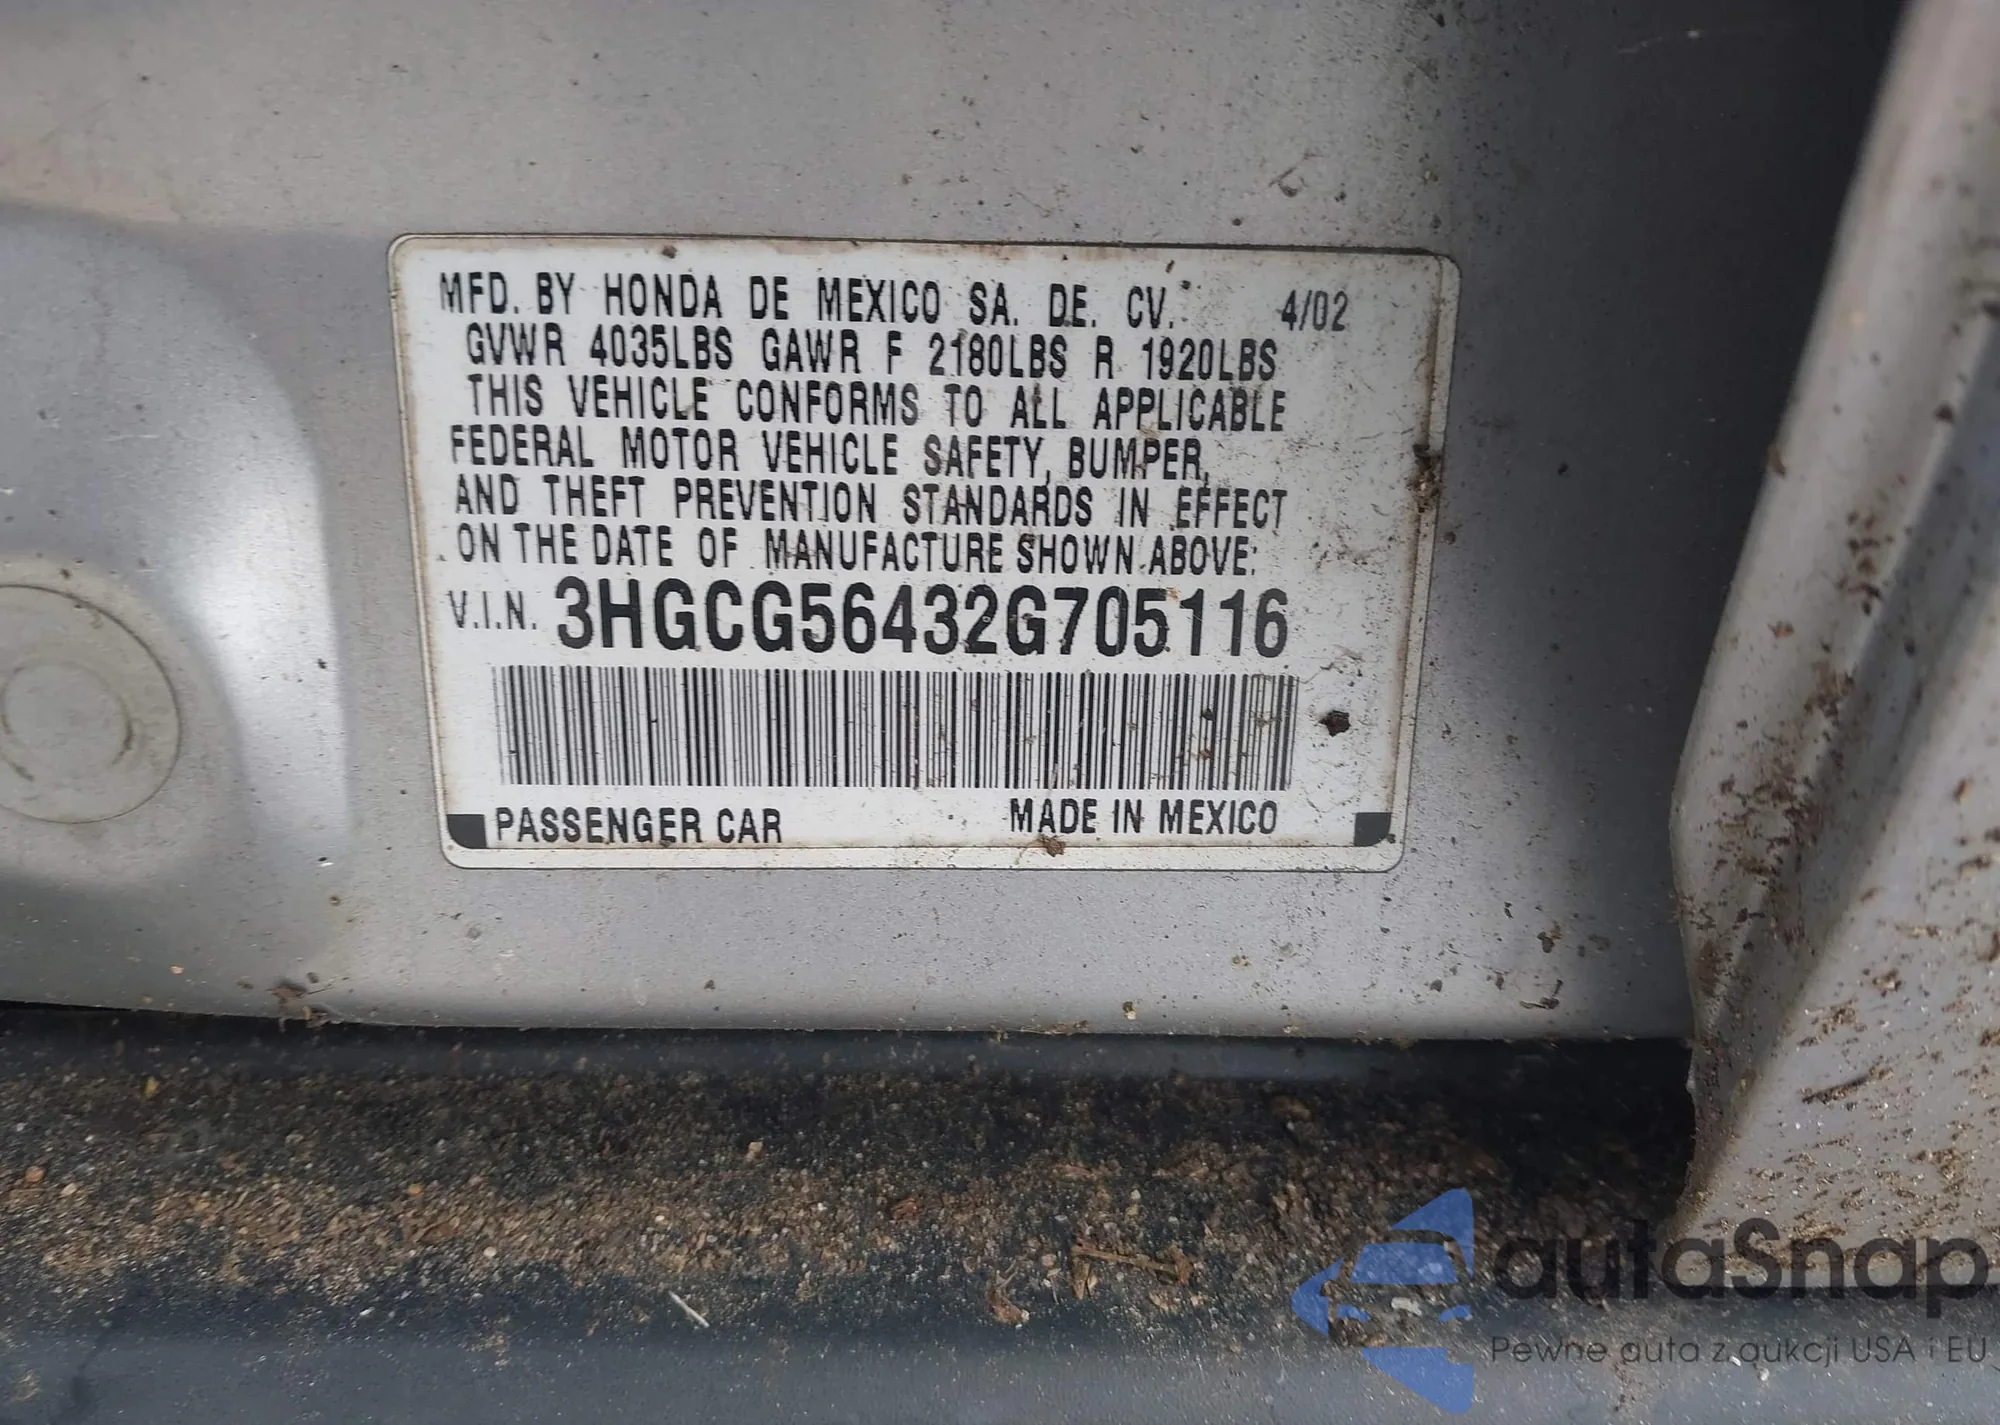 MFD. BY HONDA DE MEXICO SA. DE. CV. 4/02
GVWR 4035LBS GAWR F 2180LBS R 1920LBS
THIS VEHICLE CONFORMS TO ALL APPLICABLE
FEDERAL MOTOR VEHICLE SAFETY, BUMPER,
AND THEFT PREVENTION STANDARDS IN EFFECT
ON THE DATE OF MANUFACTURE SHOWN ABOVE:
V.I.N. 3HGCG56432G705116
PASSENGER CAR MADE IN MEXICO
autaSnap
Pewne auta z aukcji USA i EU